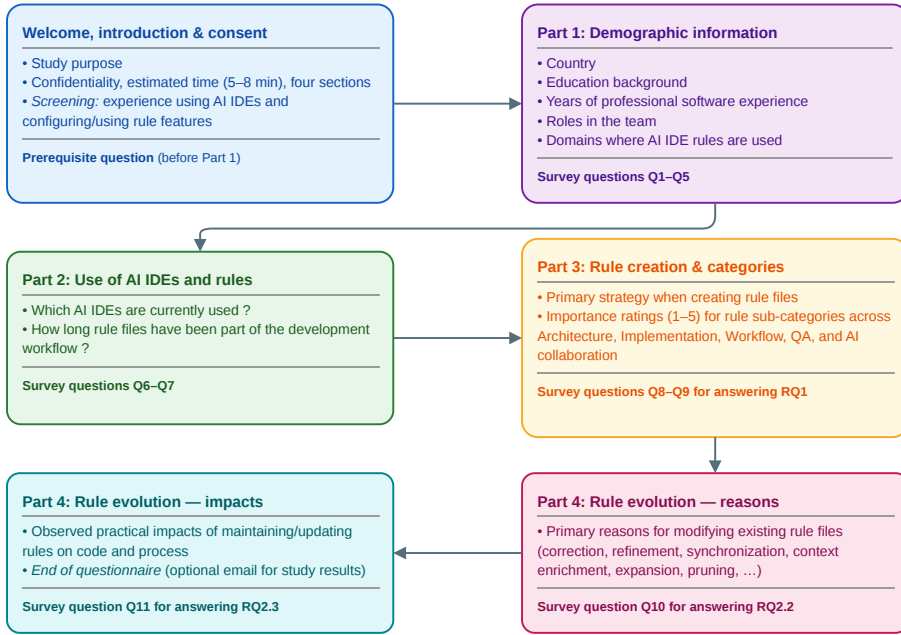 Welcome, introduction & consent
• Study purpose
• Confidentiality, estimated time (5–8 min), four sections
• Screening: experience using AI IDEs and
configuring/using rule features
Prerequisite question (before Part 1)
Part 1: Demographic information
• Country
• Education background
• Years of professional software experience
• Roles in the team
• Domains where AI IDE rules are used
Survey questions Q1–Q5
Part 2: Use of AI IDEs and rules
• Which AI IDEs are currently used ?
• How long rule files have been part of the development
workflow ?
Survey questions Q6–Q7
Part 3: Rule creation & categories
• Primary strategy when creating rule files
• Importance ratings (1–5) for rule sub-categories across
Architecture, Implementation, Workflow, QA, and AI
collaboration
Survey questions Q8–Q9 for answering RQ1
Part 4: Rule evolution — reasons
• Primary reasons for modifying existing rule files
(correction, refinement, synchronization, context
enrichment, expansion, pruning, …)
Survey question Q10 for answering RQ2.2
Part 4: Rule evolution — impacts
• Observed practical impacts of maintaining/updating
rules on code and process
• End of questionnaire (optional email for study results)
Survey question Q11 for answering RQ2.3